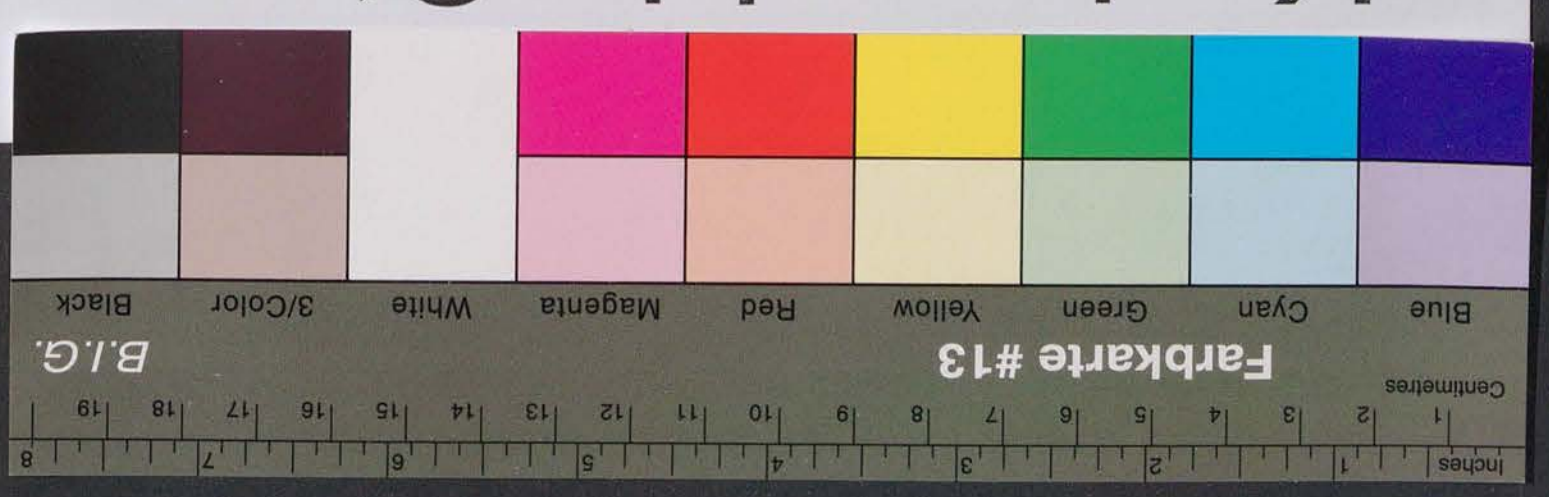 Inches 1 2 3 4 5 6 7 8
Centimetres 1 2 3 4 5 6 7 8 9 10 11 12 13 14 15 16 17 18 19
Farbkarte #13 B.I.G.
Blue Cyan Green Yellow Red Magenta White 3/Color Black